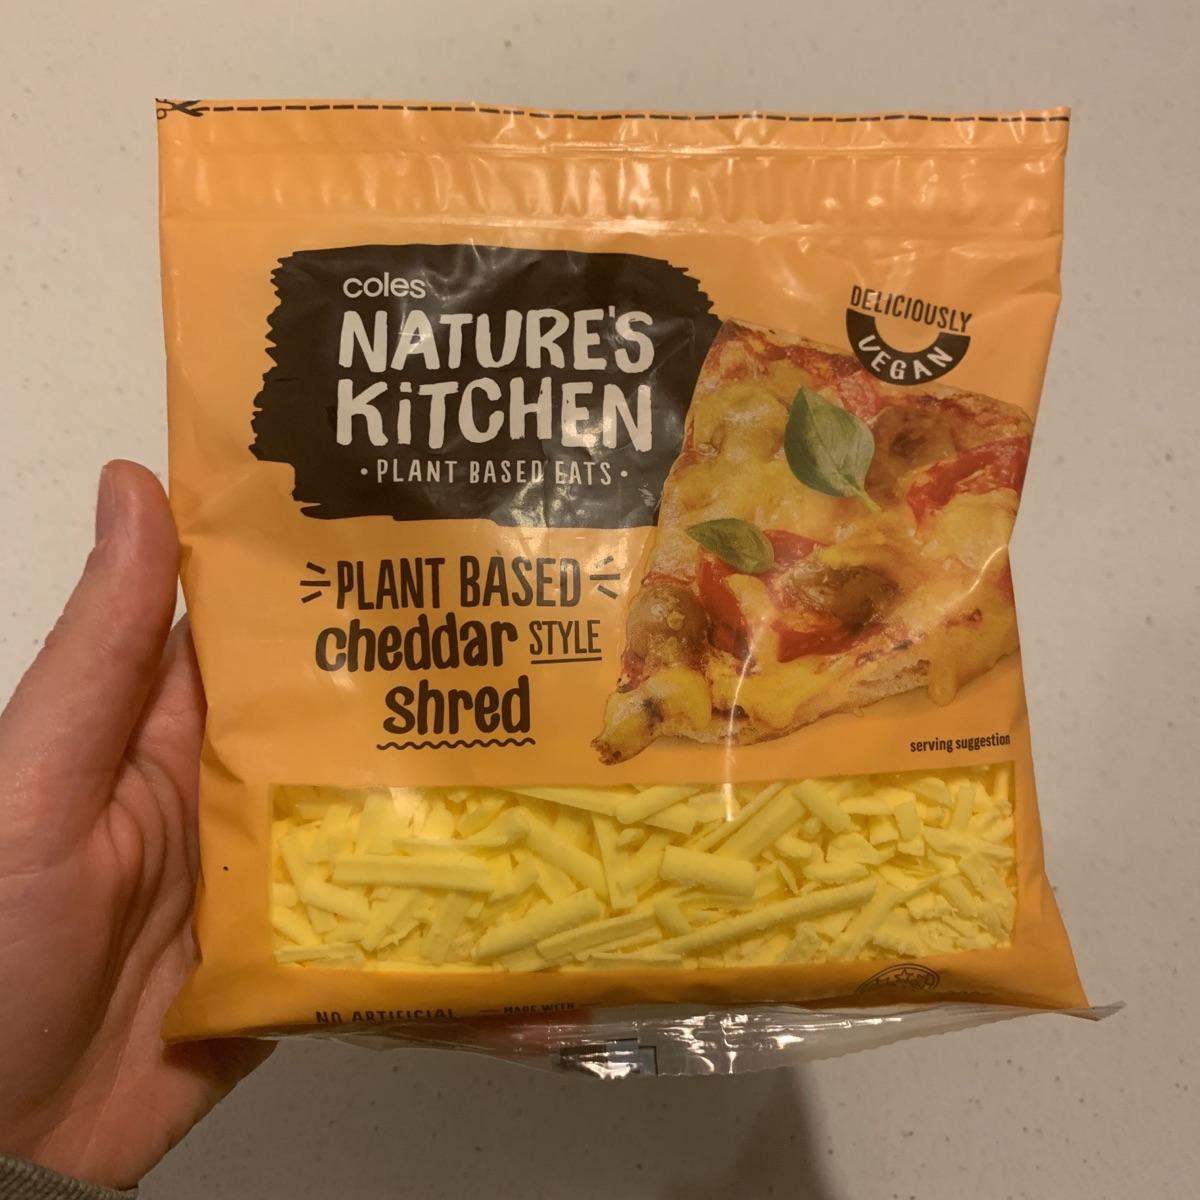 coles
NATURE'S
KiTCHEN
• PLANT BASED EATS •
DELICIOUSLY
VEGAN
PLANT BASED
cheddar STYLE
shred
serving suggestion
NO ARTIFICIAL
MADE WITH